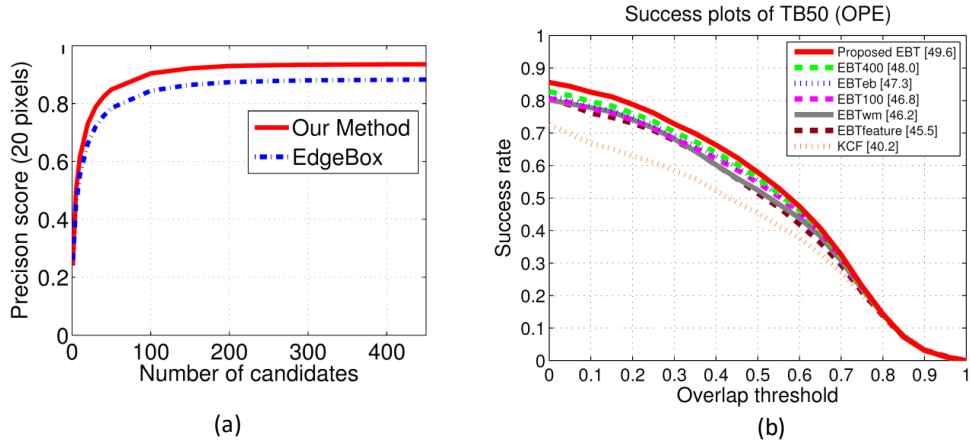 Success plots of TB50 (OPE)
1
0.8
0.6
0.4
0.2
0
Precison score (20 pixels)
Our Method
EdgeBox
0 100 200 300 400
Number of candidates
(a)
1
0.9
0.8
0.7
0.6
0.5
0.4
0.3
0.2
0.1
0
Success rate
Proposed EBT [49.6]
EBT400 [48.0]
EBTeb [47.3]
EBT100 [46.8]
EBTwm [46.2]
EBTfeature [45.5]
KCF [40.2]
0 0.1 0.2 0.3 0.4 0.5 0.6 0.7 0.8 0.9 1
Overlap threshold
(b)